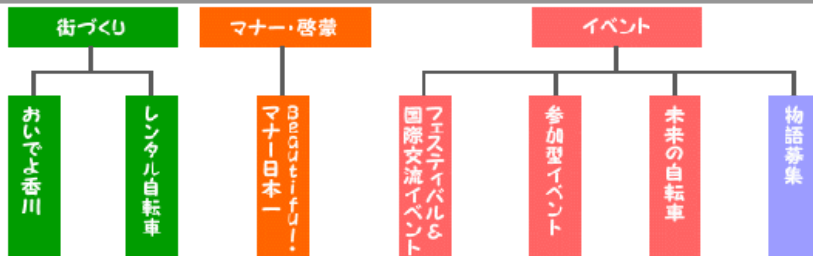 街づくり
マナー・啓蒙
イベント
おいでよ香川
レンタル自転車
Beautiful!・
マナー日本一
フェスティバル&
国際交流イベント
参加型イベント
未来の自転車
物語募集